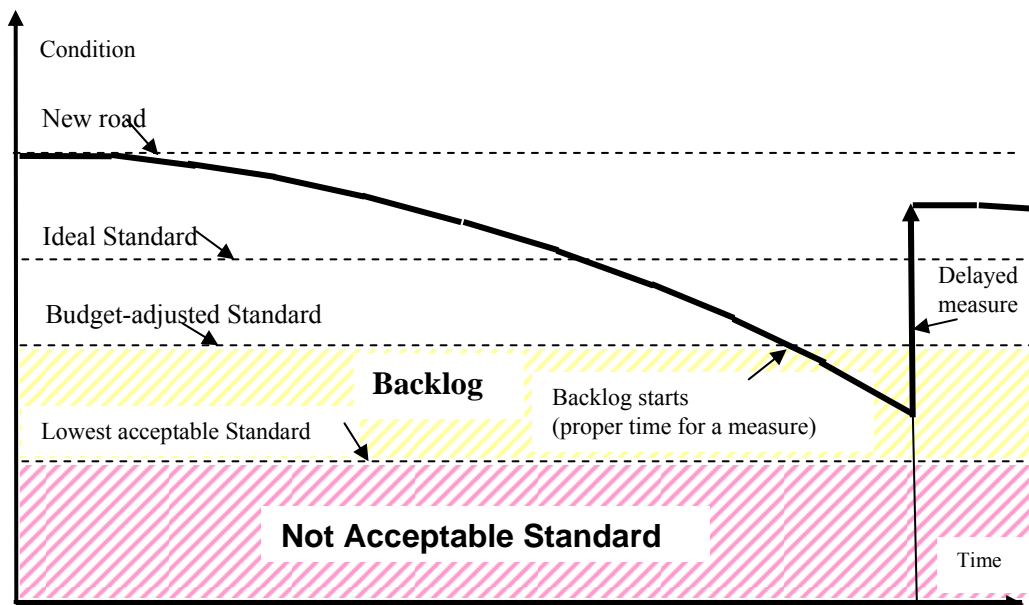 Condition
New road
Ideal Standard
Delayed
measure
Budget-adjusted Standard
Backlog
Backlog starts
(proper time for a measure)
Lowest acceptable Standard
Not Acceptable Standard
Time